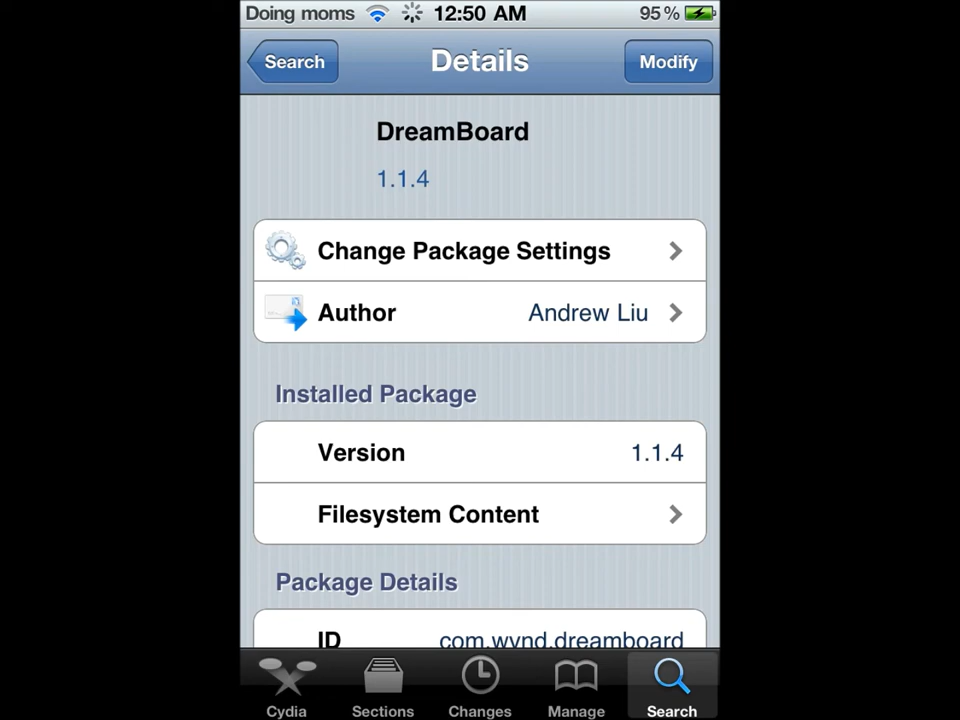 Doing moms 12:50 AM 95%
Search Details Modify
DreamBoard
1.1.4
Change Package Settings
Author Andrew Liu
Installed Package
Version 1.1.4
Filesystem Content
Package Details
ID com.wynd.dreamboard
Cydia Sections Changes Manage Search